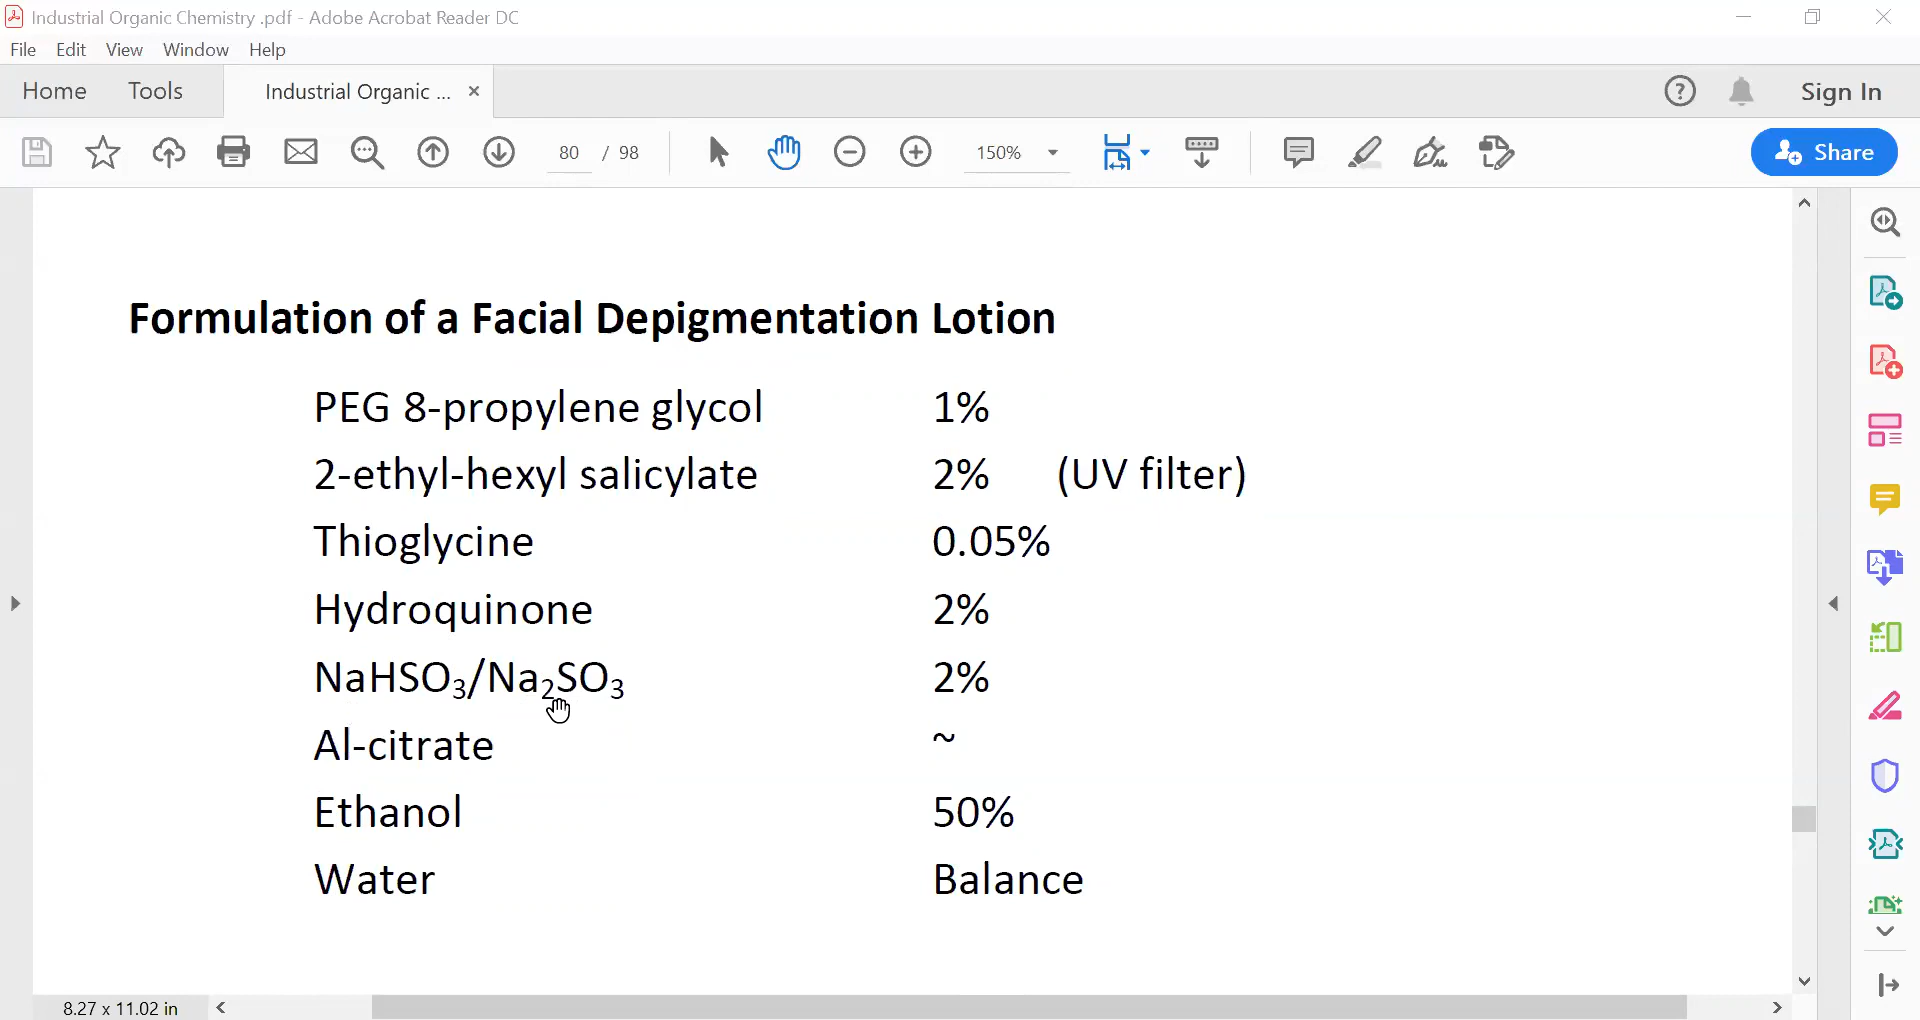 Industrial Organic Chemistry .pdf - Adobe Acrobat Reader DC
File Edit View Window Help
Home Tools Industrial Organic ... × Sign In
80 / 98 150% Share
Formulation of a Facial Depigmentation Lotion
PEG 8-propylene glycol 1%
2-ethyl-hexyl salicylate 2% (UV filter)
Thioglycine 0.05%
Hydroquinone 2%
NaHSO₃/Na₂SO₃ 2%
Al-citrate ~
Ethanol 50%
Water Balance
8.27 x 11.02 in